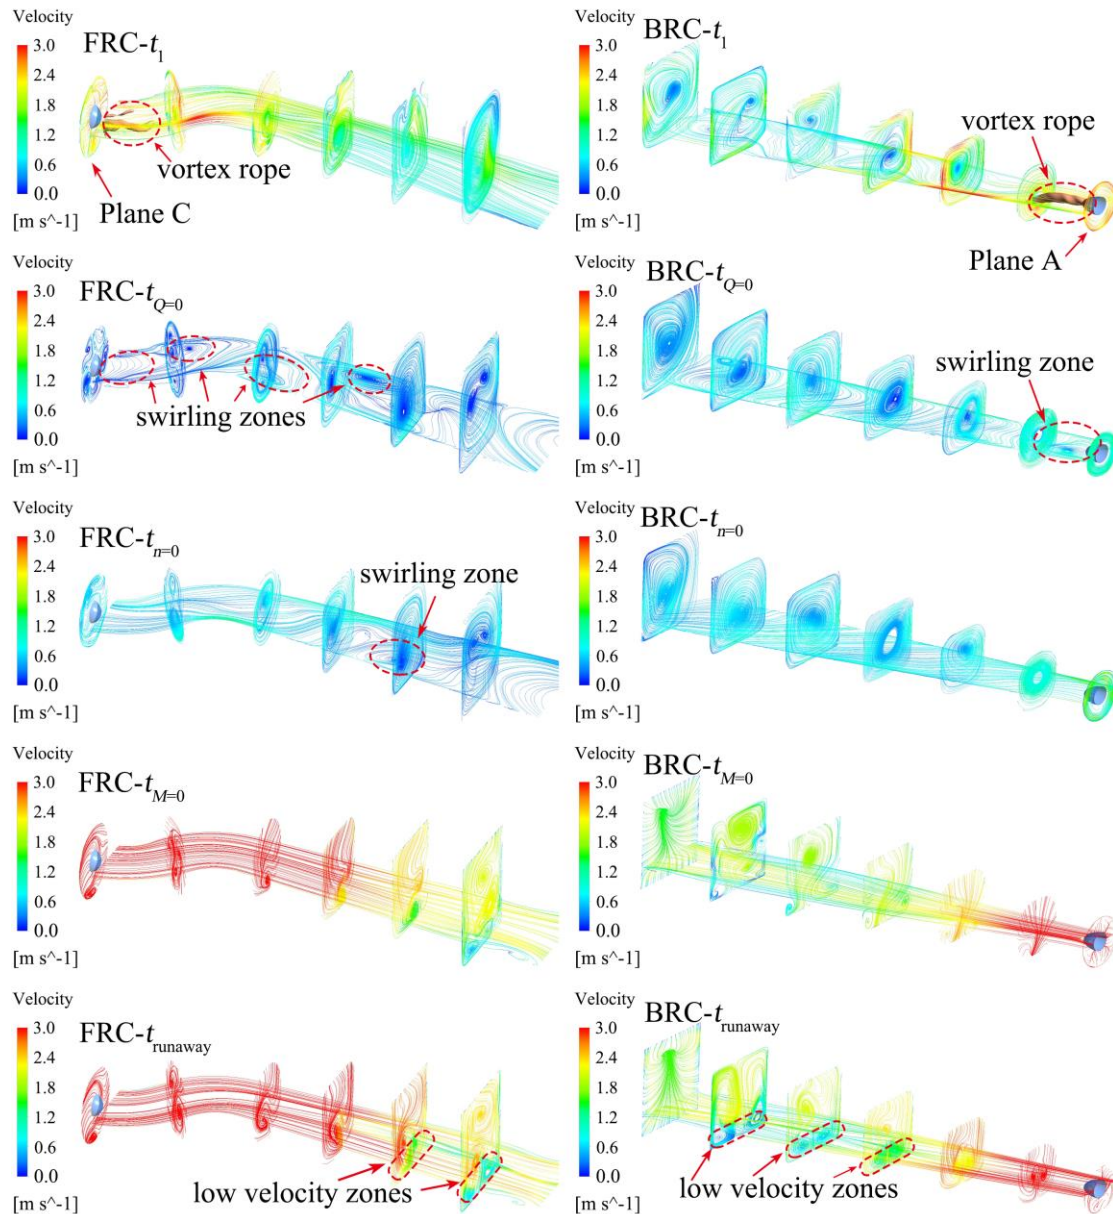 Velocity
FRC-t₁
3.0
2.4
1.8
1.2
0.6
0.0
[m s^-1]
vortex rope
Plane C
Velocity
BRC-t₁
3.0
2.4
1.8
1.2
0.6
0.0
[m s^-1]
vortex rope
Plane A
Velocity
FRC-t_Q=0
3.0
2.4
1.8
1.2
0.6
0.0
[m s^-1]
swirling zones
Velocity
BRC-t_Q=0
3.0
2.4
1.8
1.2
0.6
0.0
[m s^-1]
swirling zone
Velocity
FRC-t_n=0
3.0
2.4
1.8
1.2
0.6
0.0
[m s^-1]
swirling zone
Velocity
BRC-t_n=0
3.0
2.4
1.8
1.2
0.6
0.0
[m s^-1]
Velocity
FRC-t_M=0
3.0
2.4
1.8
1.2
0.6
0.0
[m s^-1]
Velocity
BRC-t_M=0
3.0
2.4
1.8
1.2
0.6
0.0
[m s^-1]
Velocity
FRC-t_runaway
3.0
2.4
1.8
1.2
0.6
0.0
[m s^-1]
low velocity zones
Velocity
BRC-t_runaway
3.0
2.4
1.8
1.2
0.6
0.0
[m s^-1]
low velocity zones